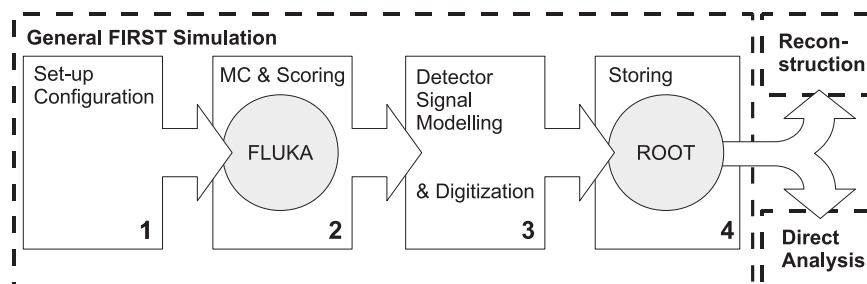 General FIRST Simulation
Set-up
Configuration
1
MC & Scoring
FLUKA
2
Detector
Signal
Modelling
& Digitization
3
Storing
ROOT
4
Recon-
struction
Direct
Analysis